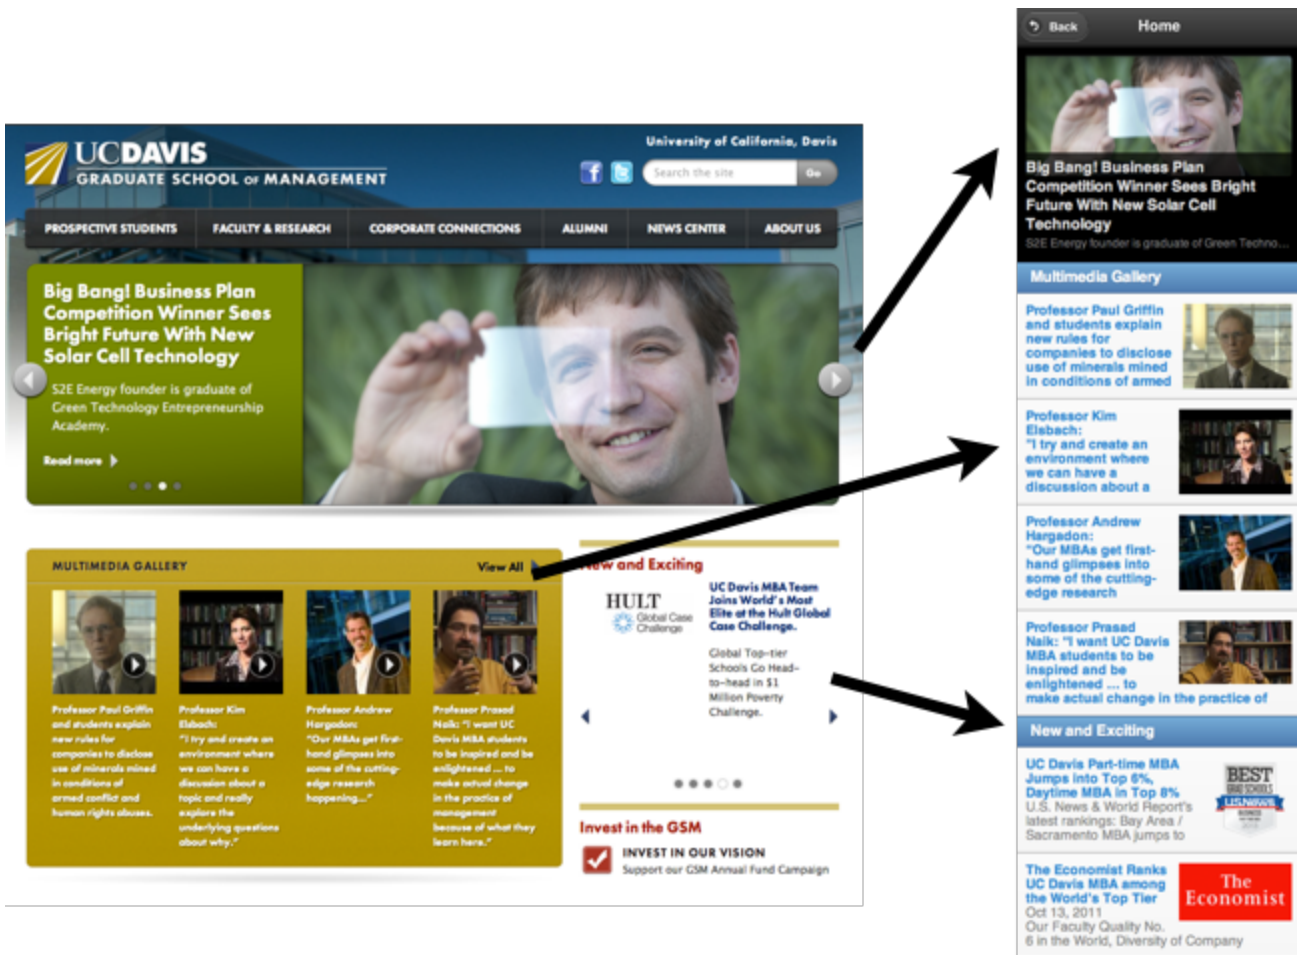 UCDAVIS
GRADUATE SCHOOL OF MANAGEMENT
University of California, Davis
f
t
Search the site
Go
PROSPECTIVE STUDENTS
FACULTY & RESEARCH
CORPORATE CONNECTIONS
ALUMNI
NEWS CENTER
ABOUT US
Big Bang! Business Plan
Competition Winner Sees
Bright Future With New
Solar Cell Technology
S2E Energy founder is graduate of
Green Technology Entrepreneurship
Academy.
Read more
MULTIMEDIA GALLERY
View All
Professor Paul Griffin
and students explain
new rules for
companies to disclose
use of minerals mined
in conditions of
armed conflict and
human rights abuses.
Professor Kim
Elsbach:
"I try and create an
environment where
we can have a
discussion about a
topic and really
explore the
underlying questions
about why."
Professor Andrew
Hargadon:
"Our MBAs get first-
hand glimpses into
some of the cutting-
edge research
happening..."
Professor Prasad
Naik: "I want UC
Davis MBA students
to be inspired and be
enlightened ... to
make actual change
in the practice of
management
because of what they
learn here."
New and Exciting
HULT
Global Case
Challenge
UC Davis MBA Team
Joins World's Most
Elite at the Hult Global
Case Challenge.
Global Top-tier
Schools Go Head-
to-head in $1
Million Poverty
Challenge.
Invest in the GSM
INVEST IN OUR VISION
Support our GSM Annual Fund Campaign
Back
Home
Big Bang! Business Plan
Competition Winner Sees Bright
Future With New Solar Cell
Technology
S2E Energy founder is graduate of Green Techno...
Multimedia Gallery
Professor Paul Griffin
and students explain
new rules for
companies to disclose
use of minerals mined
in conditions of armed
Professor Kim
Elsbach:
"I try and create an
environment where
we can have a
discussion about a
Professor Andrew
Hargadon:
"Our MBAs get first-
hand glimpses into
some of the cutting-
edge research
Professor Prasad
Naik: "I want UC Davis
MBA students to be
inspired and be
enlightened ... to
make actual change in the practice of
New and Exciting
UC Davis Part-time MBA
Jumps into Top 6%,
Daytime MBA in Top 8%
U.S. News & World Report's
latest rankings: Bay Area /
Sacramento MBA jumps to
BEST
GRAD SCHOOLS
U.S.NEWS
BUSINESS
The Economist Ranks
UC Davis MBA among
the World's Top Tier
Oct 13, 2011
Our Faculty Quality No.
6 in the World, Diversity of Company
The
Economist